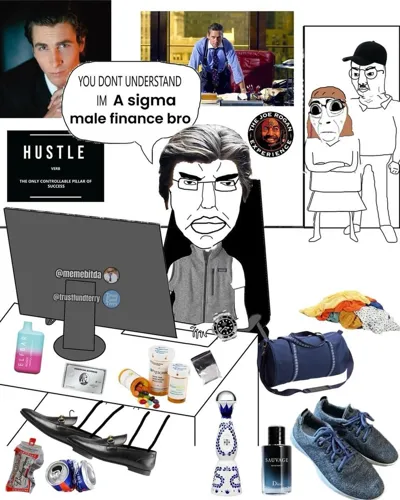 YOU DONT UNDERSTAND
IM A sigma
male finance bro
THE JOE ROGAN
EXPERIENCE
HUSTLE
VERB
THE ONLY CONTROLLABLE PILLAR OF
SUCCESS
@memebitda
@trustfundterry
SAUVAGE
Dior